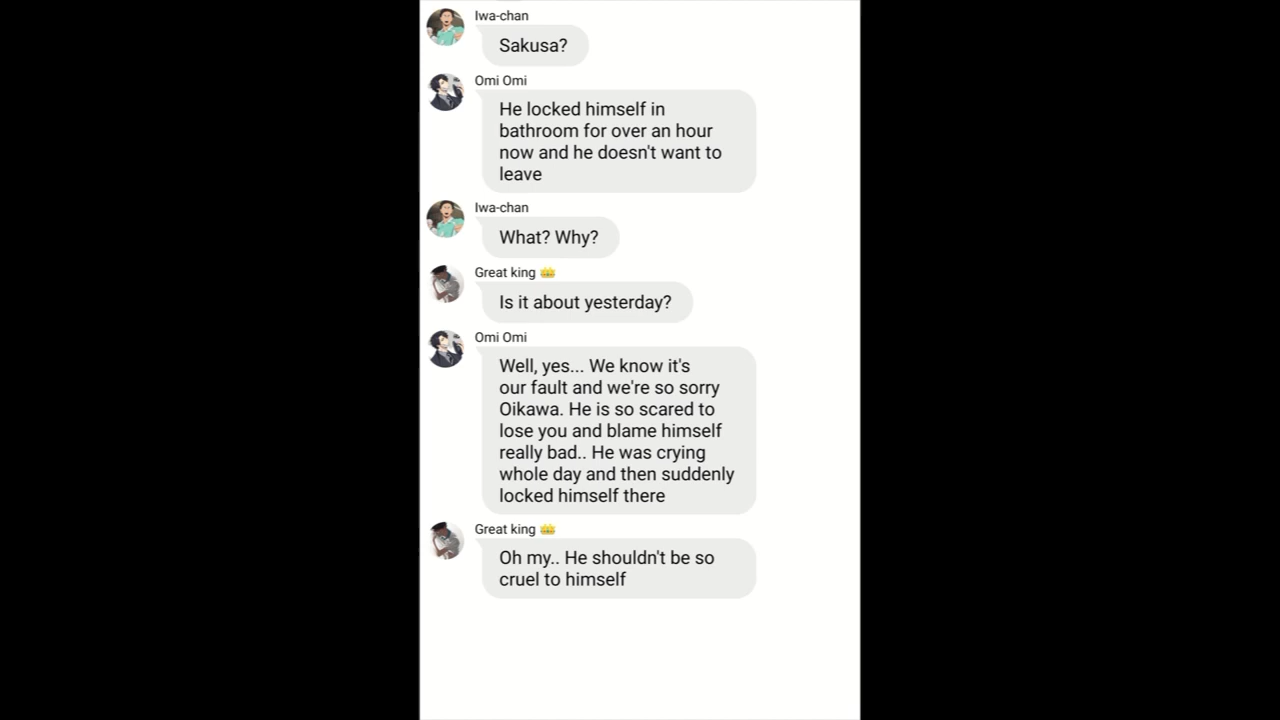 Iwa-chan
Sakusa?
Omi Omi
He locked himself in
bathroom for over an hour
now and he doesn't want to
leave
Iwa-chan
What? Why?
Great king 👑
Is it about yesterday?
Omi Omi
Well, yes... We know it's
our fault and we're so sorry
Oikawa. He is so scared to
lose you and blame himself
really bad.. He was crying
whole day and then suddenly
locked himself there
Great king 👑
Oh my.. He shouldn't be so
cruel to himself